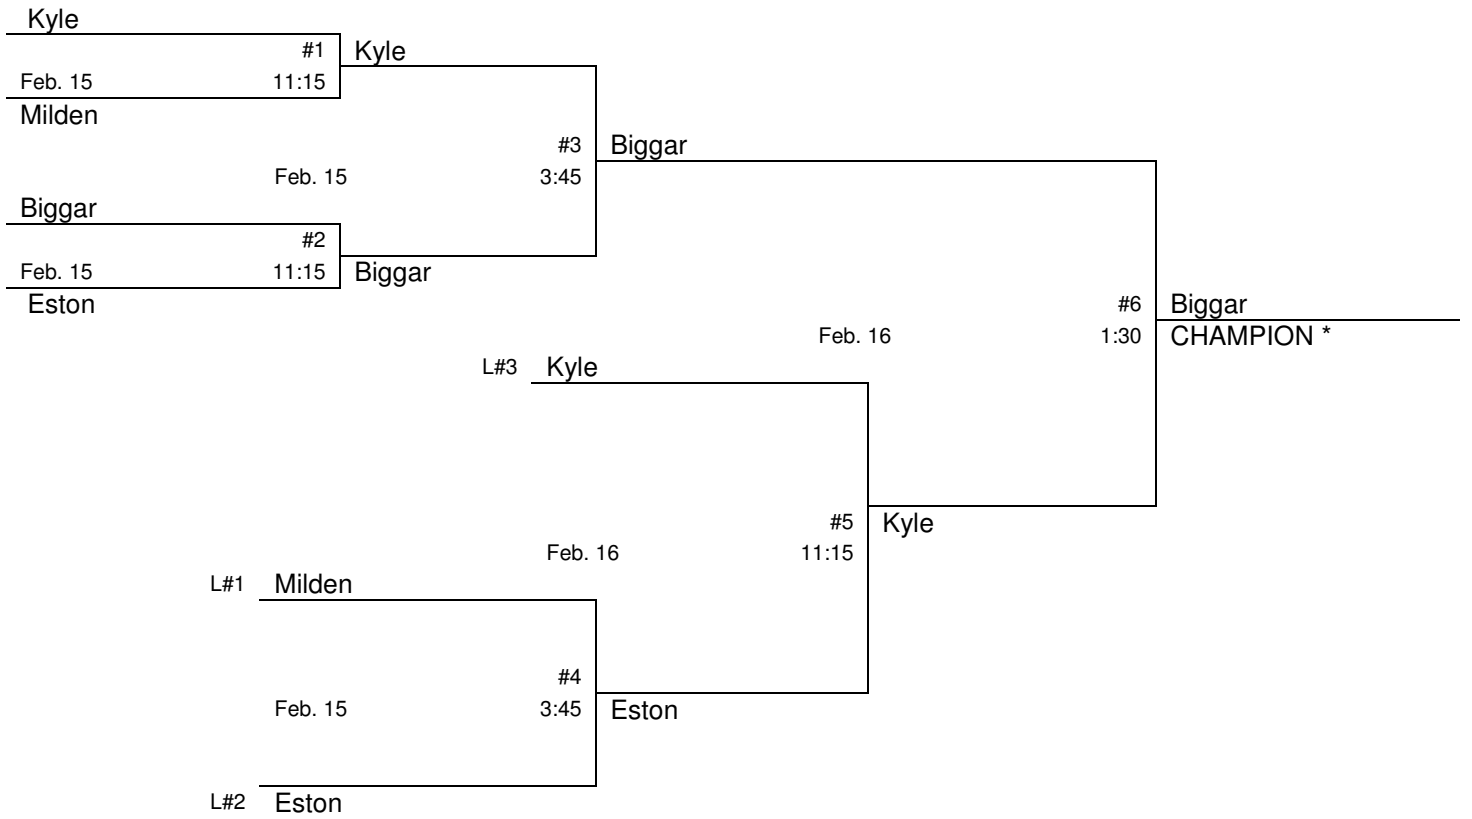 Kyle
#1 Kyle
Feb. 15 11:15
Milden
#3 Biggar
Feb. 15 3:45
Biggar
#2
Feb. 15 11:15 Biggar
Eston
#6 Biggar
Feb. 16 1:30 CHAMPION *
L#3 Kyle
#5 Kyle
Feb. 16 11:15
L#1 Milden
#4
Feb. 15 3:45 Eston
L#2 Eston